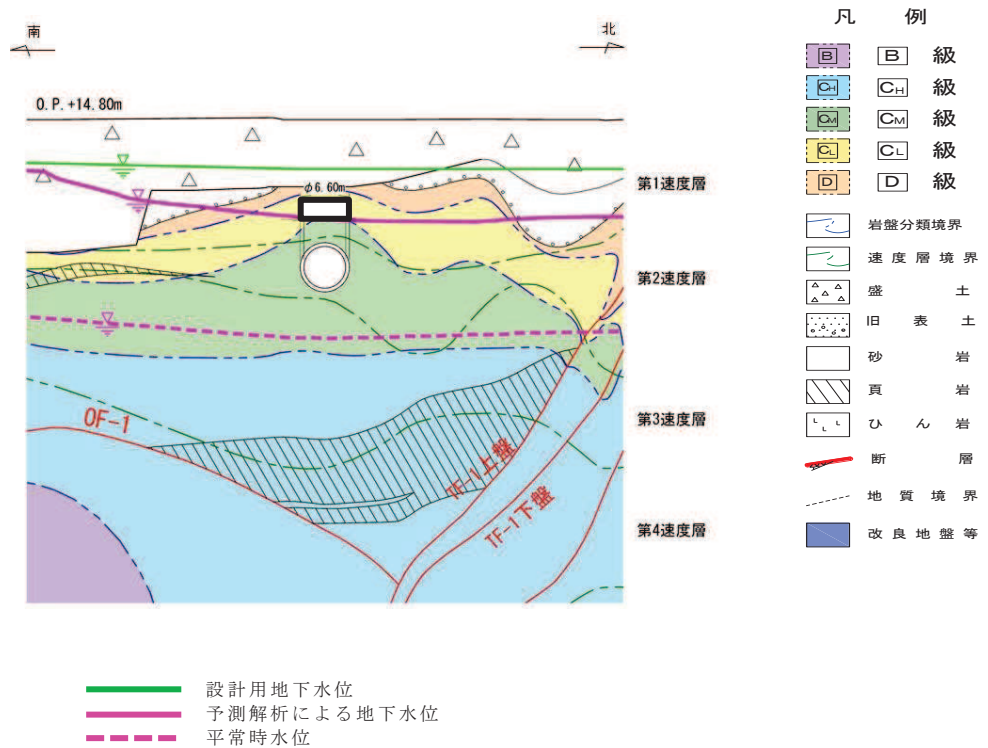 南
北
O.P.+14.80m
φ6.60m
第1速度層
第2速度層
第3速度層
第4速度層
OF-1
TF-1上盤
TF-1下盤
凡 例
B B 級
CH CH 級
CM CM 級
CL CL 級
D D 級
岩盤分類境界
速度層境界
盛土
旧表土
砂岩
頁岩
ひん岩
断層
地質境界
改良地盤等
設計用地下水位
予測解析による地下水位
平常時水位